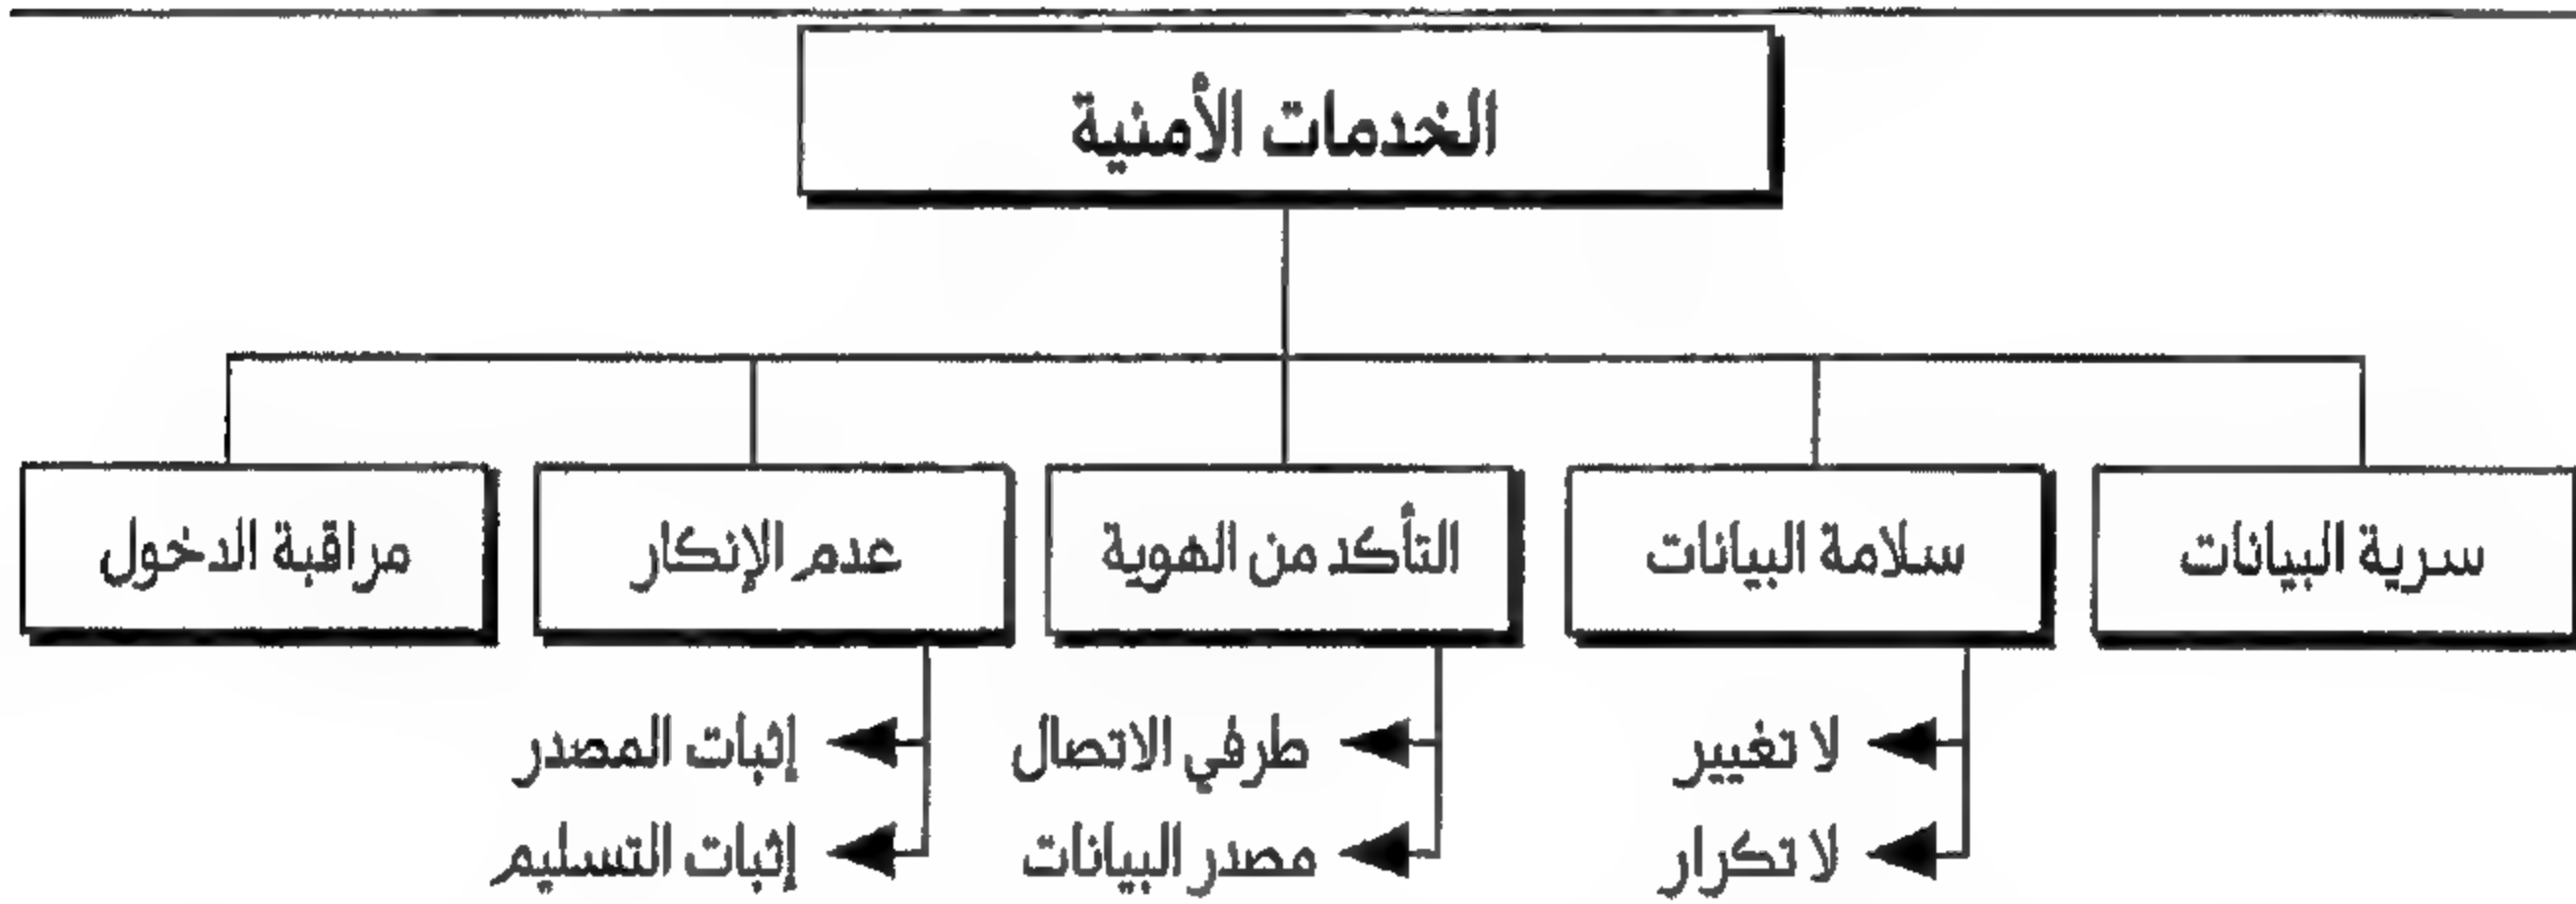 الخدمات الأمنية
سرية البيانات
سلامة البيانات
لا تغيير
لا تكرار
التأكد من الهوية
طرفي الاتصال
مصدر البيانات
عدم الإنكار
إثبات المصدر
إثبات التسليم
مراقبة الدخول